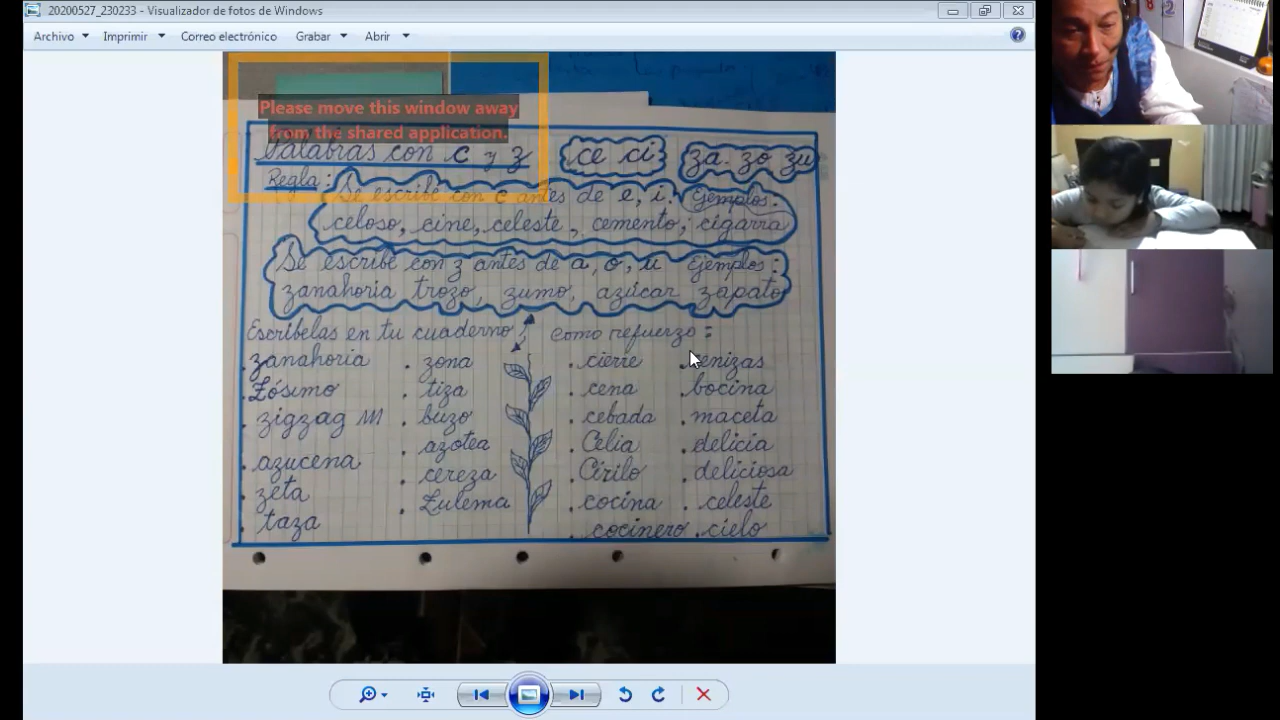 20200527_230233 - Visualizador de fotos de Windows
Archivo Imprimir Correo electrónico Grabar Abrir
Please move this window away
from the shared application.
Palabras con c y z ce ci za. zo zu
Regla: Se escribe con c antes de e, i. Ejemplos:
celoso, cine, celeste, cemento, cigarra
Se escribe con z antes de a, o, u Ejemplos:
zanahoria trozo, zumo, azúcar zapato
Escríbelas en tu cuaderno, como refuerzo:
zanahoria . zona . cierre . cenizas
. Zósimo . tiza . cena . bocina
zigzag . buzo . cebada . maceta
. azucena azotea . Celia . delicia
. zeta . cereza . Cirilo . deliciosa
. taza . Zulema . cocina . celeste
. cocinero . cielo